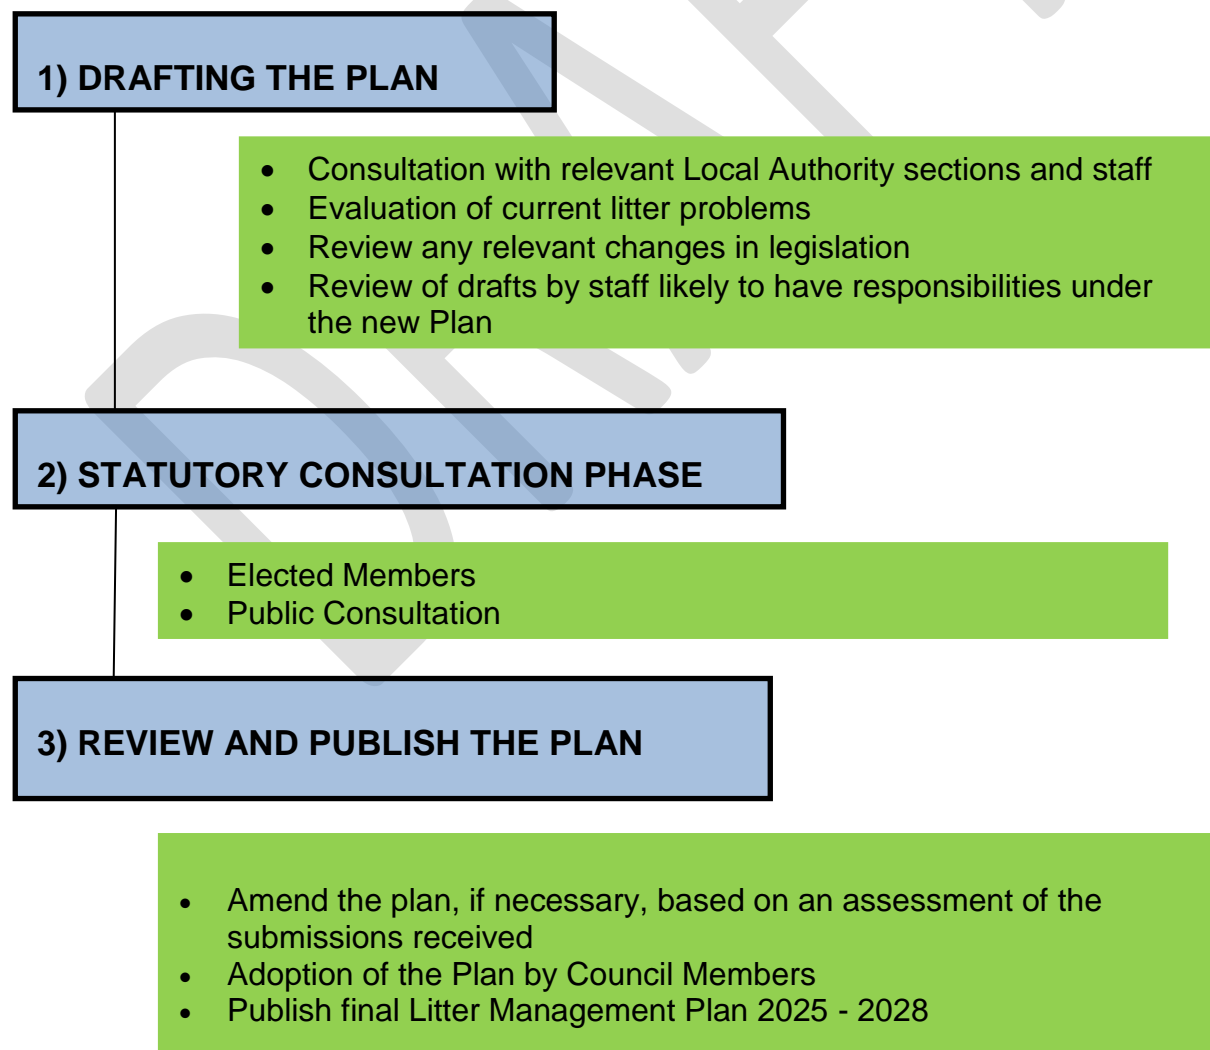 1) DRAFTING THE PLAN
• Consultation with relevant Local Authority sections and staff
• Evaluation of current litter problems
• Review any relevant changes in legislation
• Review of drafts by staff likely to have responsibilities under
the new Plan
2) STATUTORY CONSULTATION PHASE
• Elected Members
• Public Consultation
3) REVIEW AND PUBLISH THE PLAN
• Amend the plan, if necessary, based on an assessment of the
submissions received
• Adoption of the Plan by Council Members
• Publish final Litter Management Plan 2025 - 2028